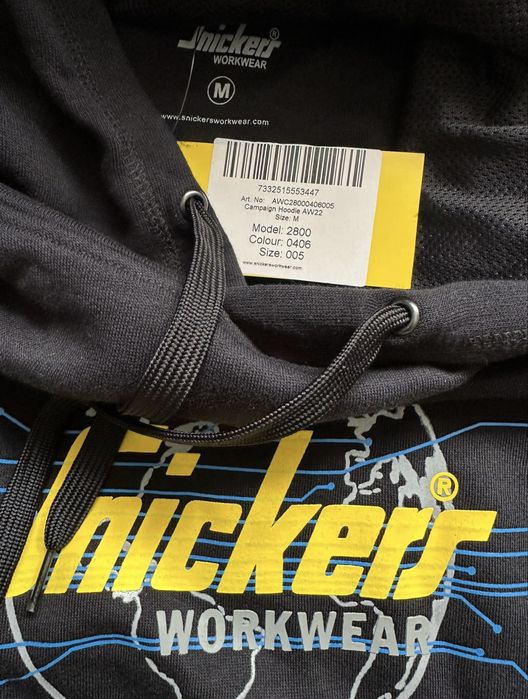 Snickers®
WORKWEAR
M
www.snickersworkwear.com
7332515553447
Art. No: AWC28000406005
Campaign Hoodie AW22
Size: M
Model: 2800
Colour: 0406
Size: 005
www.snickersworkwear.com
Snickers®
WORKWEAR